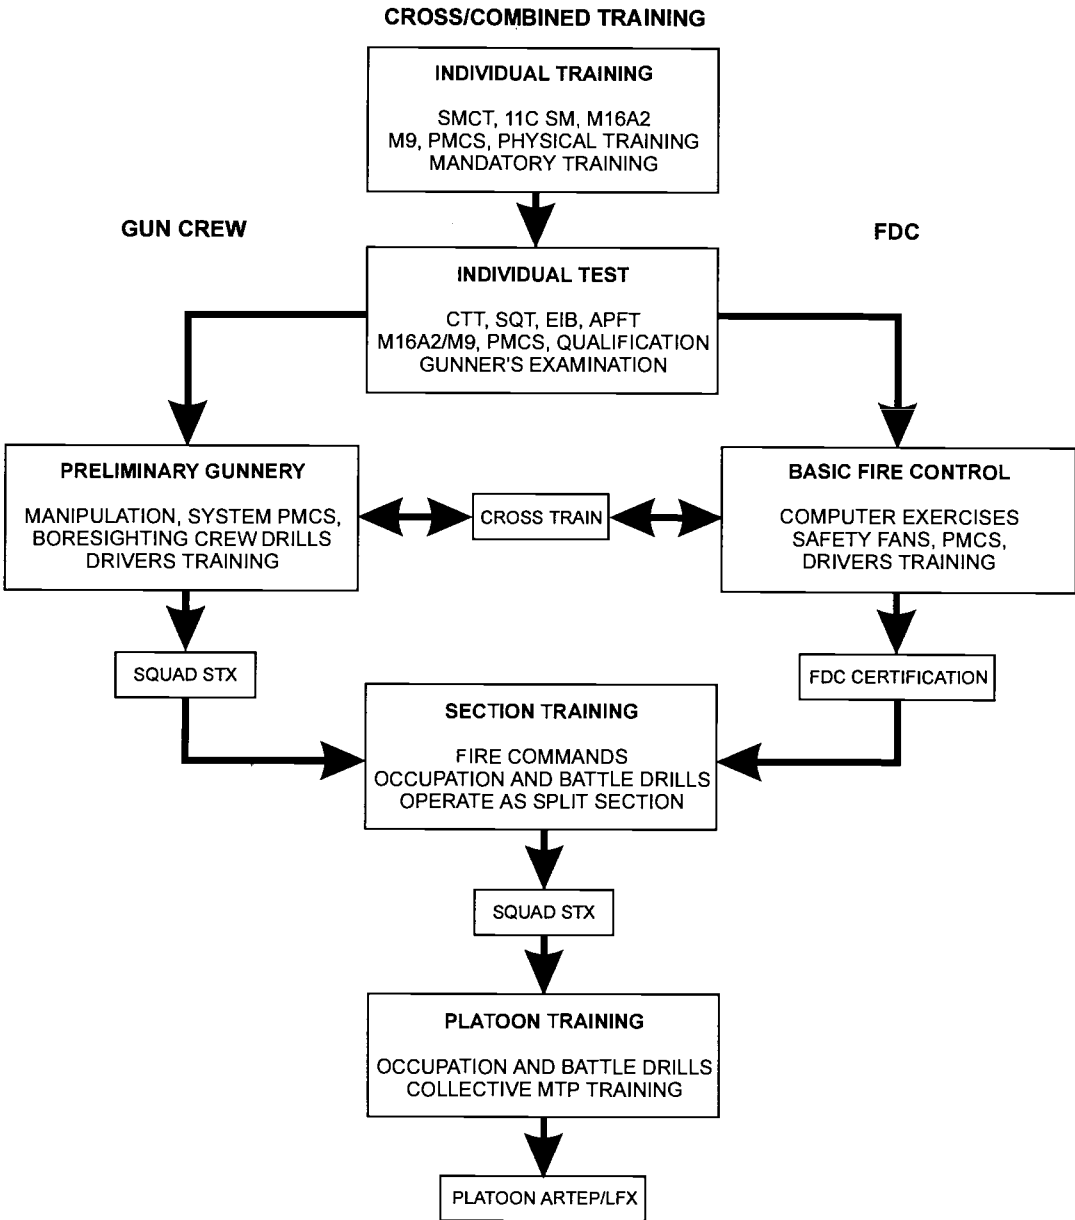 CROSS/COMBINED TRAINING
INDIVIDUAL TRAINING
SMCT, 11C SM, M16A2
M9, PMCS, PHYSICAL TRAINING
MANDATORY TRAINING
GUN CREW
FDC
INDIVIDUAL TEST
CTT, SQT, EIB, APFT
M16A2/M9, PMCS, QUALIFICATION
GUNNER'S EXAMINATION
PRELIMINARY GUNNERY
MANIPULATION, SYSTEM PMCS,
BORESIGHTING CREW DRILLS
DRIVERS TRAINING
CROSS TRAIN
BASIC FIRE CONTROL
COMPUTER EXERCISES
SAFETY FANS, PMCS,
DRIVERS TRAINING
SQUAD STX
FDC CERTIFICATION
SECTION TRAINING
FIRE COMMANDS
OCCUPATION AND BATTLE DRILLS
OPERATE AS SPLIT SECTION
SQUAD STX
PLATOON TRAINING
OCCUPATION AND BATTLE DRILLS
COLLECTIVE MTP TRAINING
PLATOON ARTEP/LFX